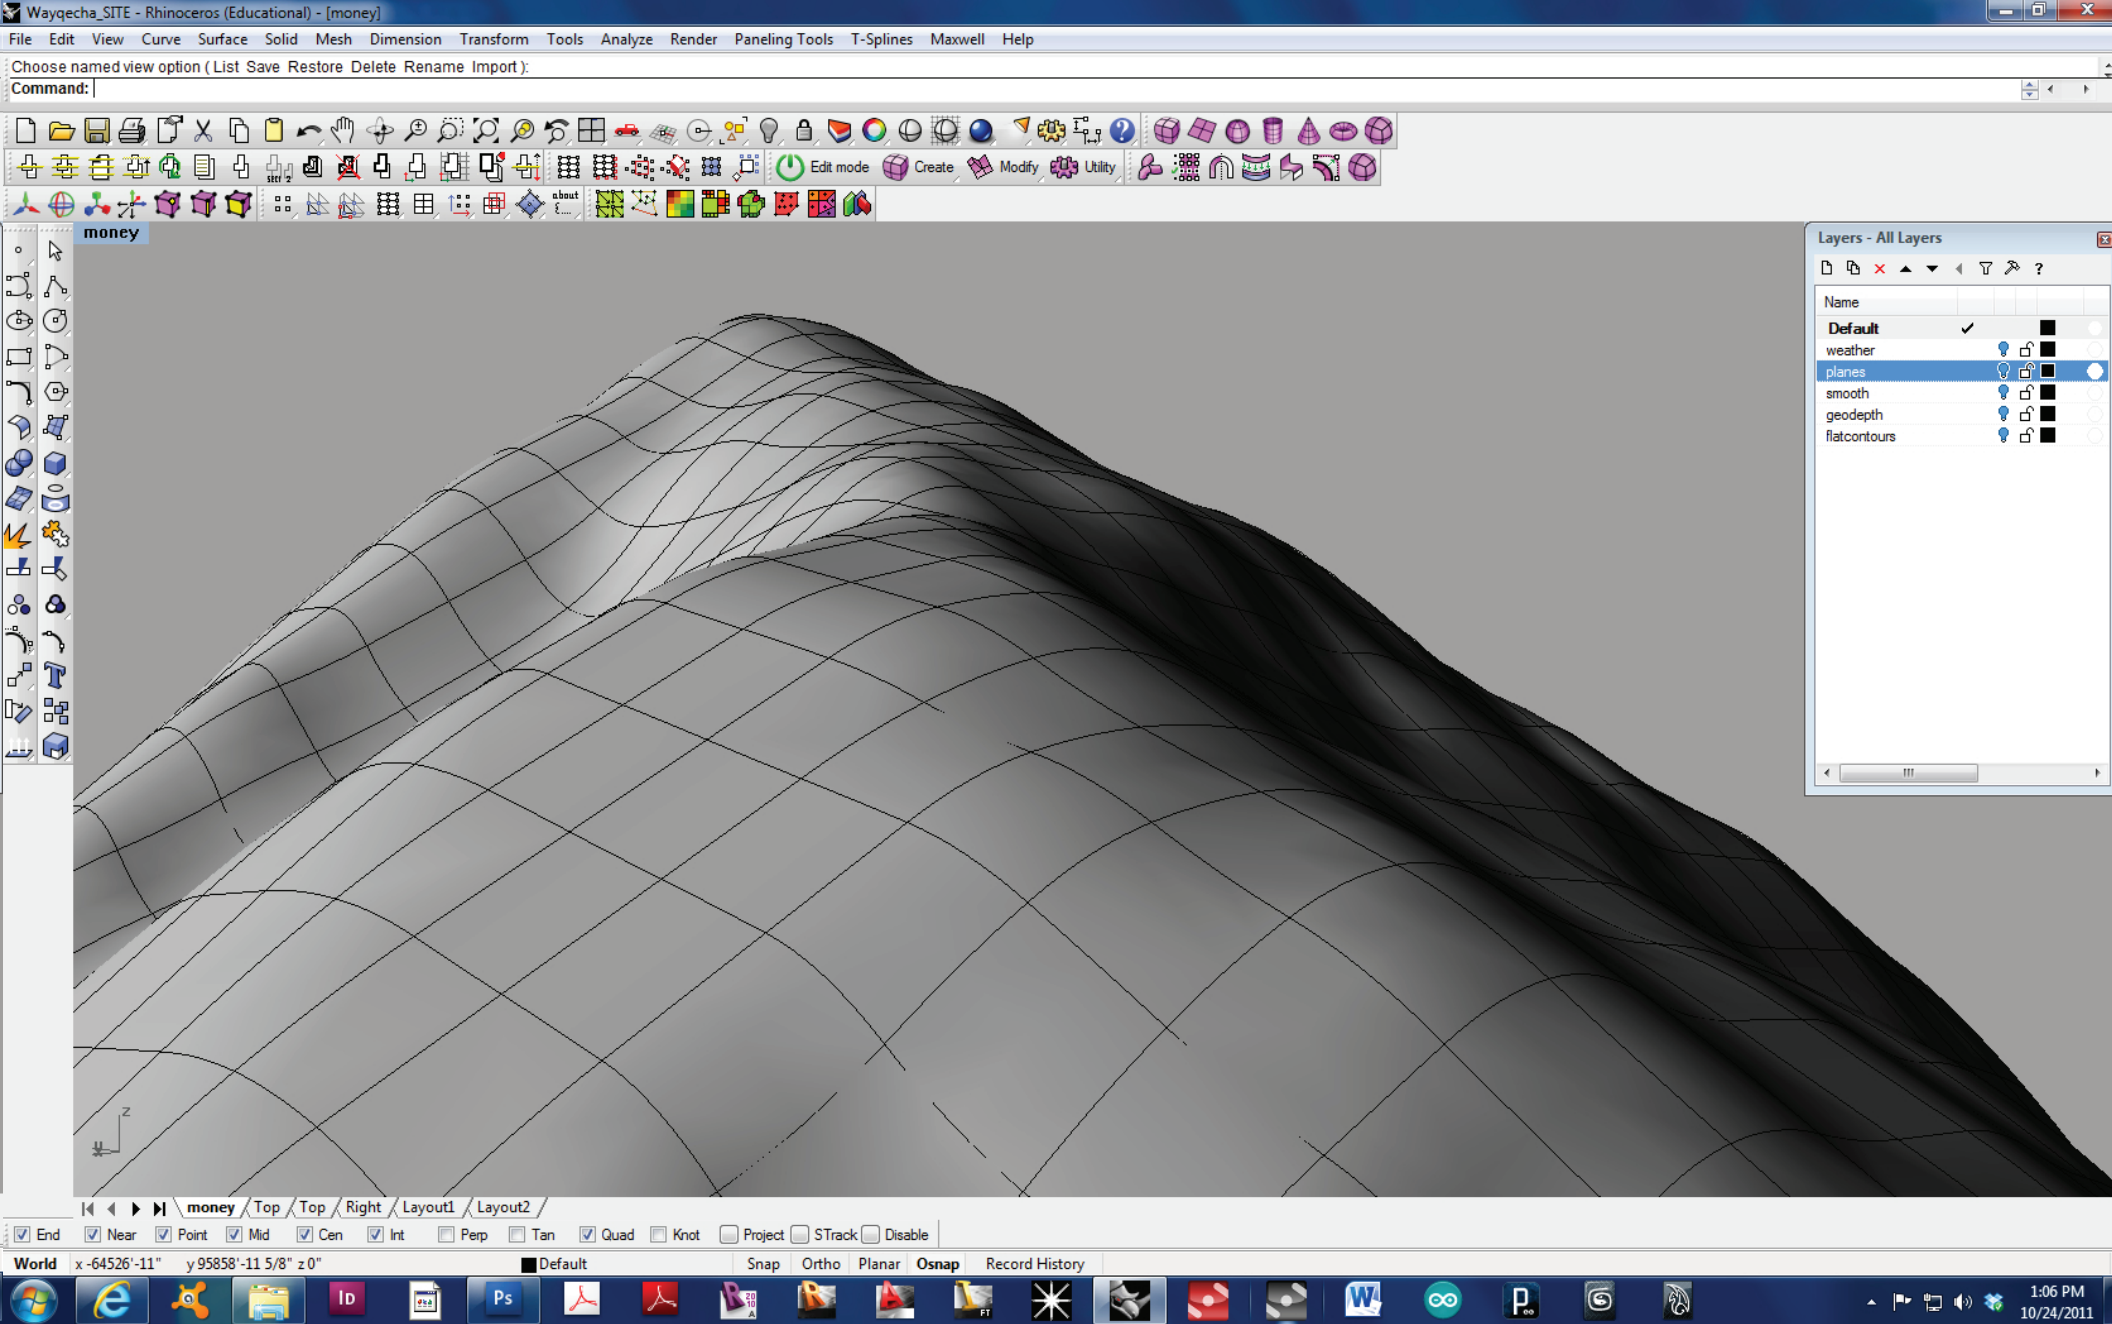 Wayqecha_SITE - Rhinoceros (Educational) - [money]
File Edit View Curve Surface Solid Mesh Dimension Transform Tools Analyze Render Paneling Tools T-Splines Maxwell Help
Choose named view option ( List Save Restore Delete Rename Import ):
Command:
Edit mode Create Modify Utility
about
money
Layers - All Layers
Name
Default
weather
planes
smooth
geodepth
flatcontours
z
money Top Top Right Layout1 Layout2
End Near Point Mid Cen Int Perp Tan Quad Knot Project STrack Disable
World x -64526'-11" y 95858'-11 5/8" z 0" Default Snap Ortho Planar Osnap Record History
ID Ps W
1:06 PM
10/24/2011